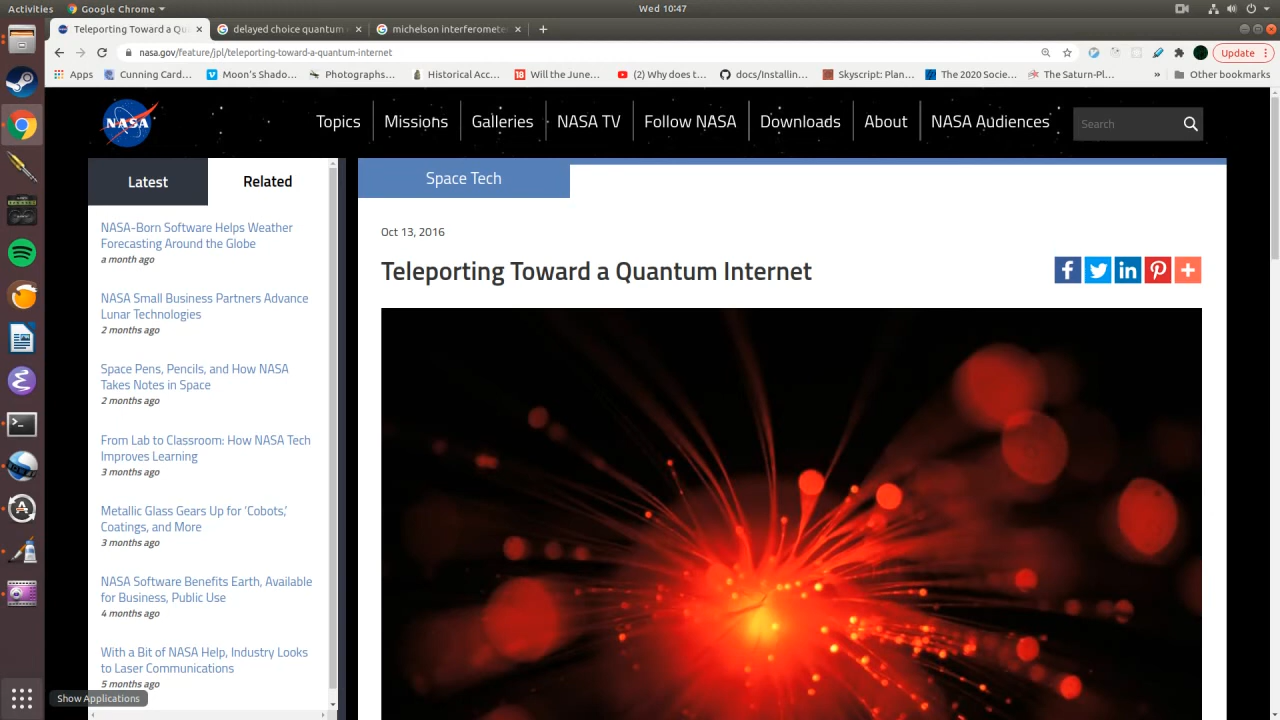 Activities Google Chrome Wed 10:47
Teleporting Toward a Qu delayed choice quantum michelson interferomete
nasa.gov/feature/jpl/teleporting-toward-a-quantum-internet Update
Apps Cunning Card... Moon's Shado... Photographs... Historical Acc... Will the June... (2) Why does t... docs/Installin... Skyscript: Plan... The 2020 Socie... The Saturn-Pl... » Other bookmarks
NASA Topics Missions Galleries NASA TV Follow NASA Downloads About NASA Audiences Search
Latest Related
NASA-Born Software Helps Weather
Forecasting Around the Globe
a month ago
NASA Small Business Partners Advance
Lunar Technologies
2 months ago
Space Pens, Pencils, and How NASA
Takes Notes in Space
2 months ago
From Lab to Classroom: How NASA Tech
Improves Learning
3 months ago
Metallic Glass Gears Up for ‘Cobots,’
Coatings, and More
3 months ago
NASA Software Benefits Earth, Available
for Business, Public Use
4 months ago
With a Bit of NASA Help, Industry Looks
to Laser Communications
5 months ago
Show Applications
Space Tech
Oct 13, 2016
Teleporting Toward a Quantum Internet